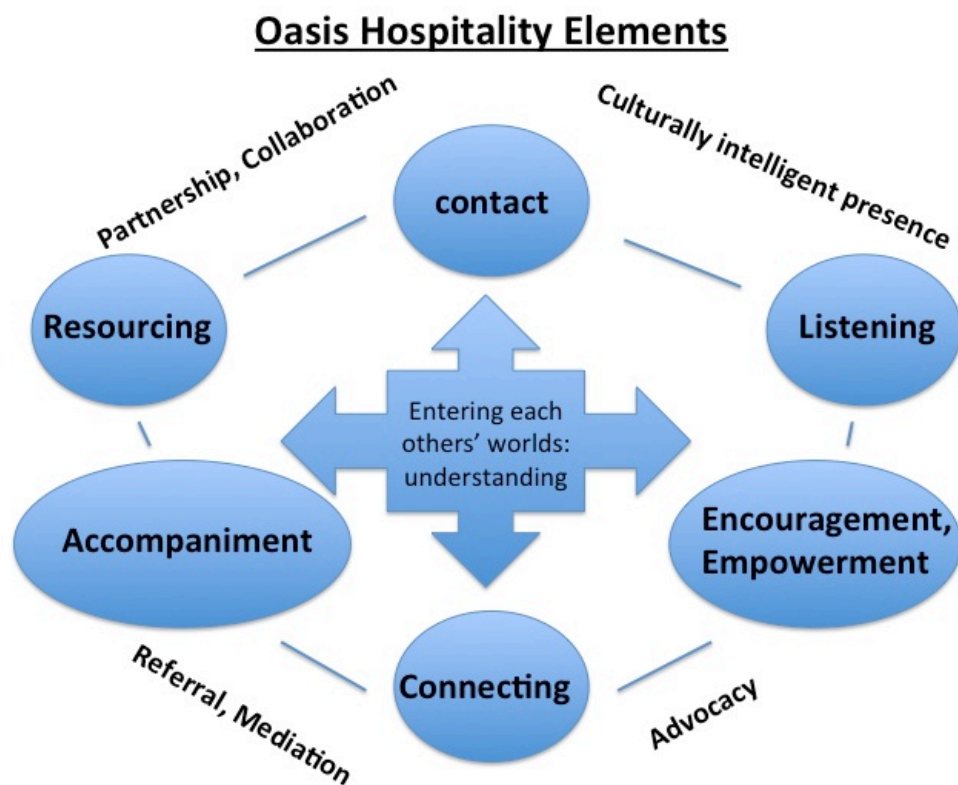 Oasis Hospitality Elements
Partnership, Collaboration
Culturally intelligent presence
contact
Resourcing
Listening
Entering each
others’ worlds:
understanding
Accompaniment
Encouragement,
Empowerment
Connecting
Referral, Mediation
Advocacy